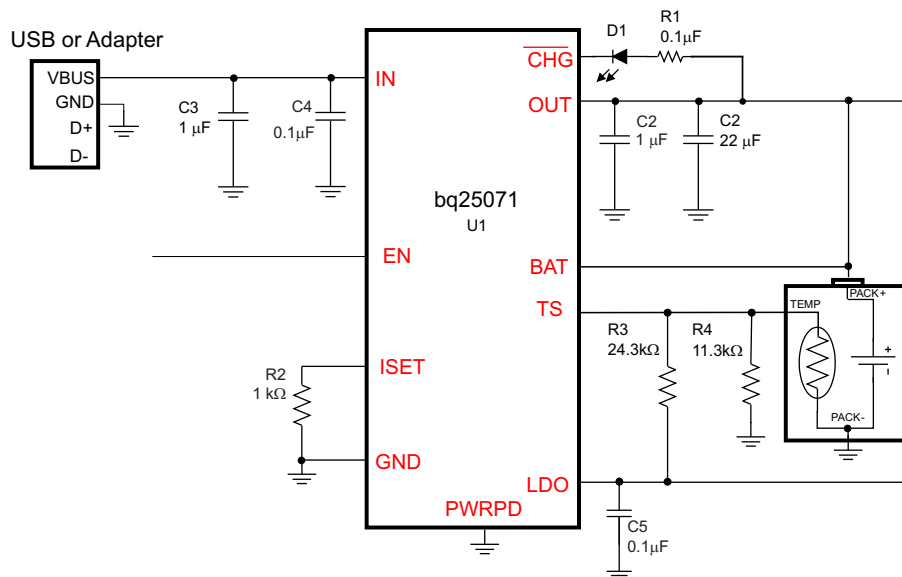 USB or Adapter
VBUS
GND
D+
D-
C3
1 μF
C4
0.1μF
IN
EN
ISET
GND
PWRPD
R2
1 kΩ
bq25071
U1
CHG
OUT
BAT
TS
LDO
D1
R1
0.1μF
C2
1 μF
C2
22 μF
R3
24.3kΩ
R4
11.3kΩ
TEMP
PACK+
+
-
PACK-
C5
0.1μF